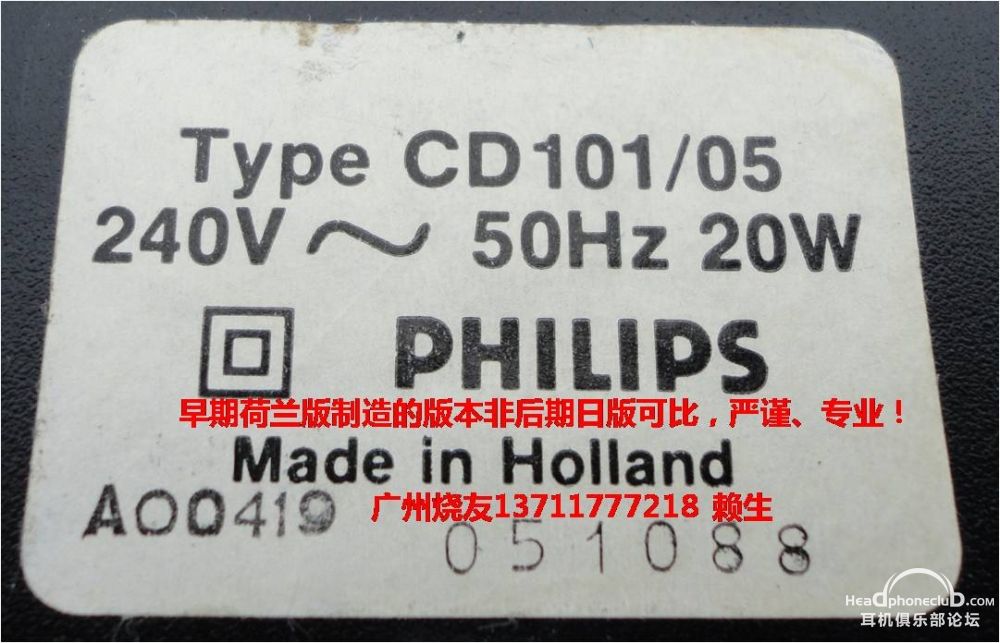 Type CD101/05
240V ~ 50Hz 20W
PHILIPS
早期荷兰版制造的版本非后期日版可比，严谨、专业！
Made in Holland
A00419
广州烧友13711777218 赖生
051088
HeadphonecluD.COM
耳机俱乐部论坛